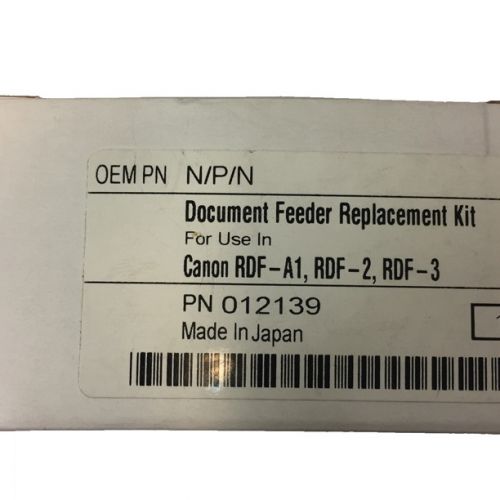 OEM PN N/P/N
Document Feeder Replacement Kit
For Use In
Canon RDF-A1, RDF-2, RDF-3
PN 012139
Made In Japan